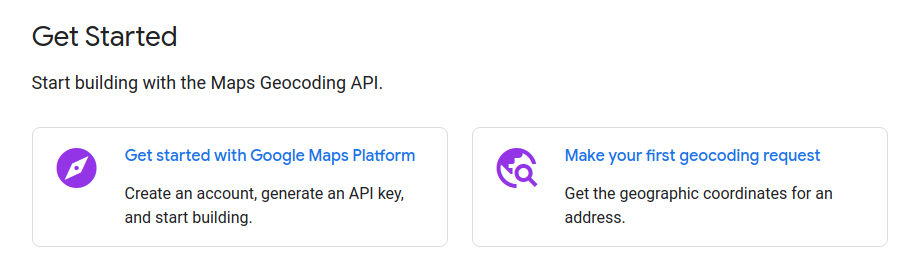 Get Started
Start building with the Maps Geocoding API.
Get started with Google Maps Platform
Create an account, generate an API key,
and start building.
Make your first geocoding request
Get the geographic coordinates for an
address.